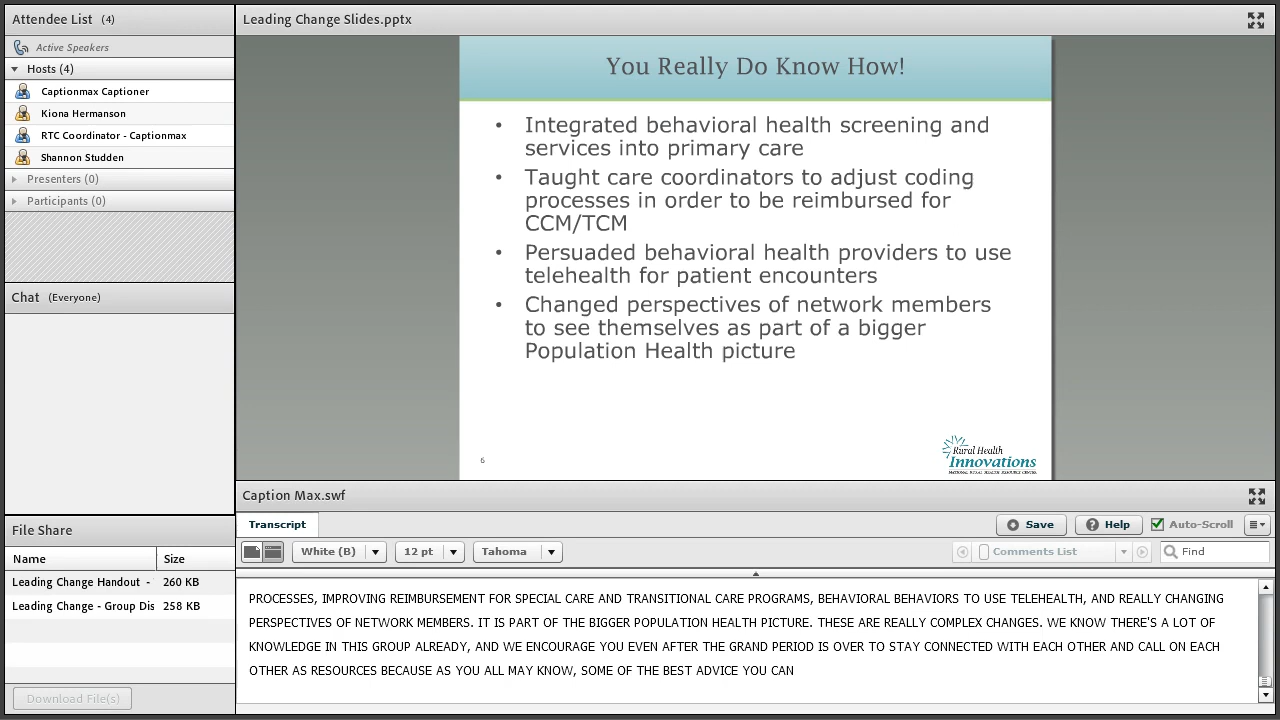 Attendee List (4)
Active Speakers
Hosts (4)
Captionmax Captioner
Kiona Hermanson
RTC Coordinator - Captionmax
Shannon Studden
Presenters (0)
Participants (0)
Chat (Everyone)
File Share
Name Size
Leading Change Handout - 260 KB
Leading Change - Group Dis 258 KB
Download File(s)
Leading Change Slides.pptx
You Really Do Know How!
• Integrated behavioral health screening and
services into primary care
• Taught care coordinators to adjust coding
processes in order to be reimbursed for
CCM/TCM
• Persuaded behavioral health providers to use
telehealth for patient encounters
• Changed perspectives of network members
to see themselves as part of a bigger
Population Health picture
6
Rural Health
Innovations
NATIONAL RURAL HEALTH RESOURCE CENTER
Caption Max.swf
Transcript Save Help Auto-Scroll
White (B) 12 pt Tahoma Comments List Find
PROCESSES, IMPROVING REIMBURSEMENT FOR SPECIAL CARE AND TRANSITIONAL CARE PROGRAMS, BEHAVIORAL BEHAVIORS TO USE TELEHEALTH, AND REALLY CHANGING
PERSPECTIVES OF NETWORK MEMBERS. IT IS PART OF THE BIGGER POPULATION HEALTH PICTURE. THESE ARE REALLY COMPLEX CHANGES. WE KNOW THERE'S A LOT OF
KNOWLEDGE IN THIS GROUP ALREADY, AND WE ENCOURAGE YOU EVEN AFTER THE GRAND PERIOD IS OVER TO STAY CONNECTED WITH EACH OTHER AND CALL ON EACH
OTHER AS RESOURCES BECAUSE AS YOU ALL MAY KNOW, SOME OF THE BEST ADVICE YOU CAN